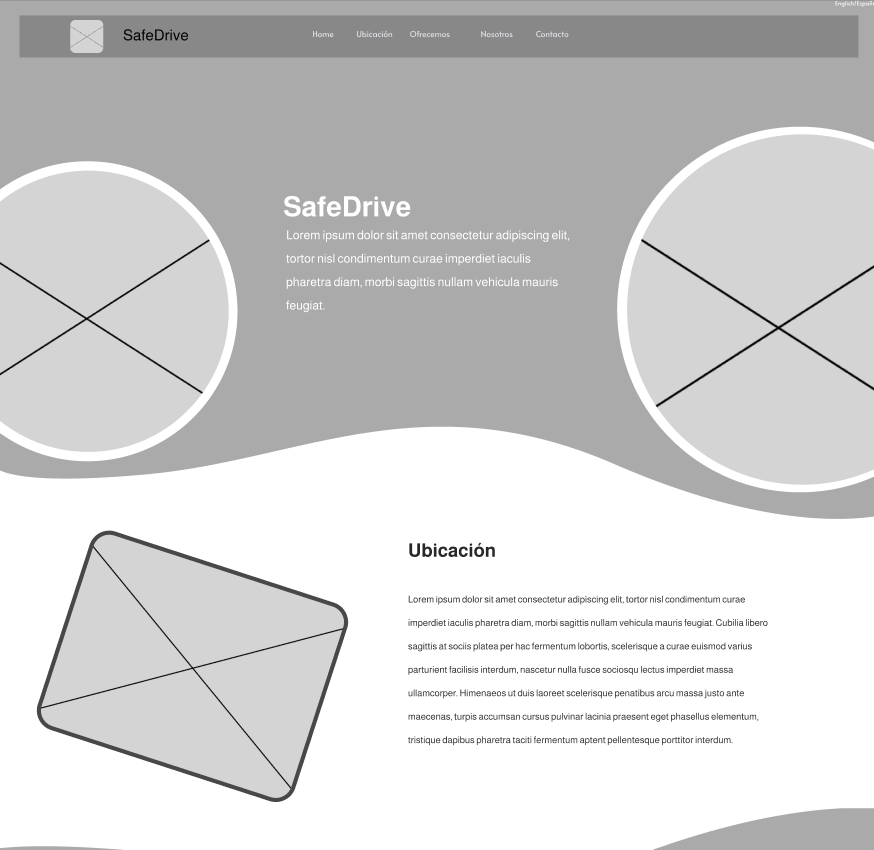 English/Españ
SafeDrive
Home
Ubicación
Ofrecemos
Nosotros
Contacto
SafeDrive
Lorem ipsum dolor sit amet consectetur adipiscing elit,
tortor nisl condimentum curae imperdiet iaculis
pharetra diam, morbi sagittis nullam vehicula mauris
feugiat.
Ubicación
Lorem ipsum dolor sit amet consectetur adipiscing elit, tortor nisl condimentum curae
imperdiet iaculis pharetra diam, morbi sagittis nullam vehicula mauris feugiat. Cubilia libero
sagittis at sociis platea per hac fermentum lobortis, scelerisque a curae euismod varius
parturient facilisis interdum, nascetur nulla fusce sociosqu lectus imperdiet massa
ullamcorper. Himenaeos ut duis laoreet scelerisque penatibus arcu massa justo ante
maecenas, turpis accumsan cursus pulvinar lacinia praesent eget phasellus elementum,
tristique dapibus pharetra taciti fermentum aptent pellentesque porttitor interdum.